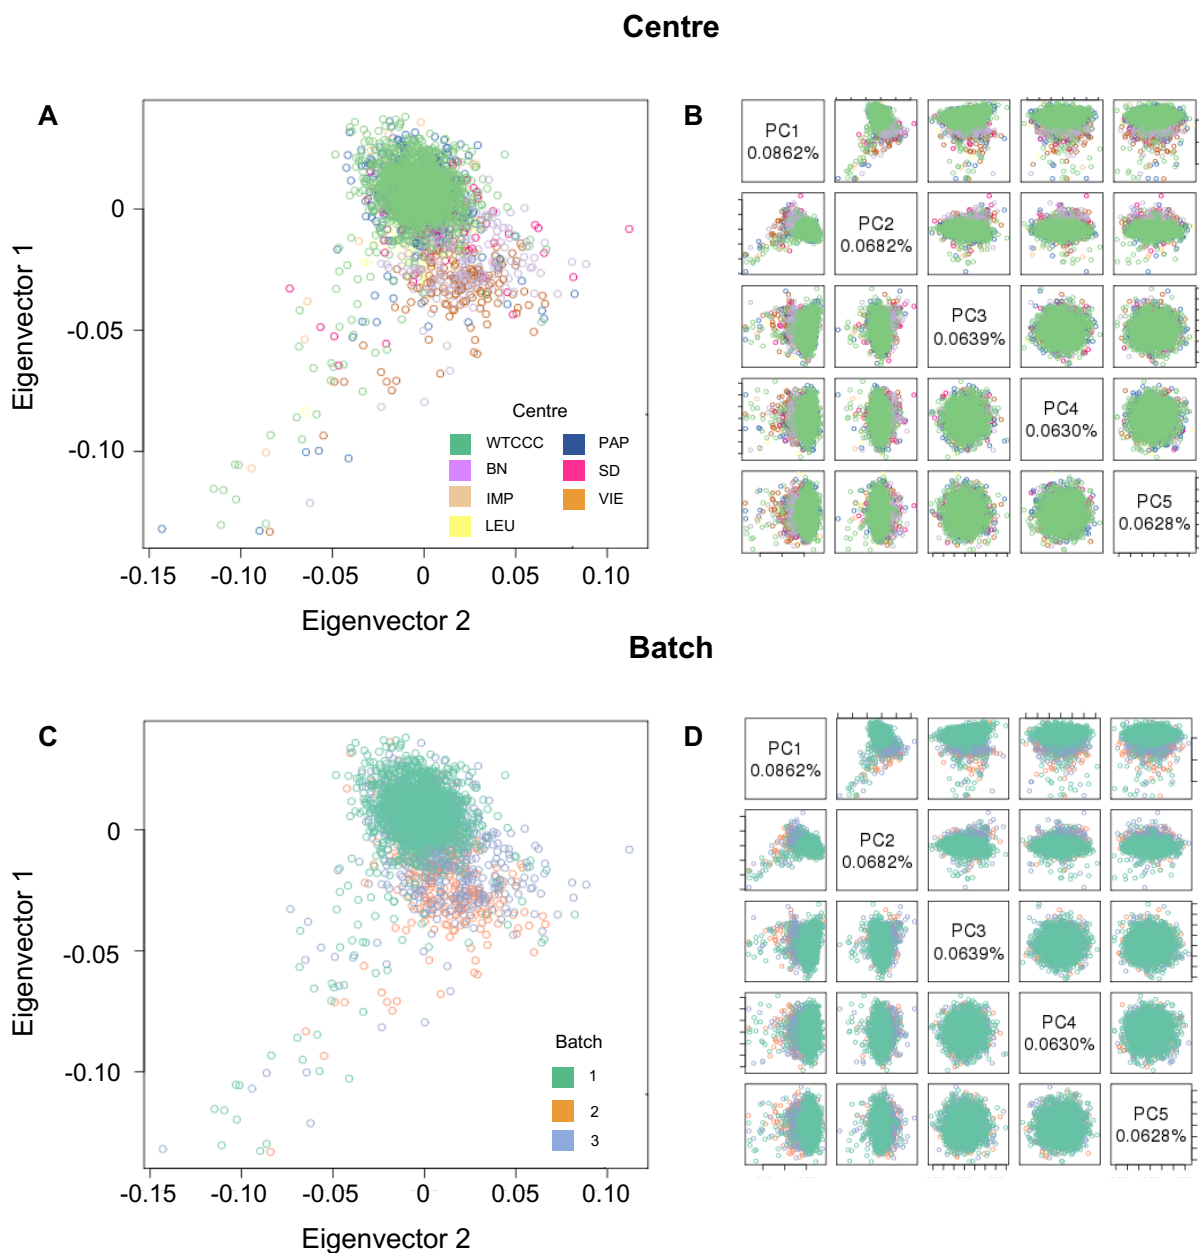 Centre
A
Eigenvector 1
0
-0.05
-0.10
Centre
WTCCC
BN
IMP
LEU
PAP
SD
VIE
-0.15
-0.10
-0.05
0
0.05
0.10
Eigenvector 2
B
PC1
0.0862%
PC2
0.0682%
PC3
0.0639%
PC4
0.0630%
PC5
0.0628%
Batch
C
Eigenvector 1
0
-0.05
-0.10
Batch
1
2
3
-0.15
-0.10
-0.05
0
0.05
0.10
Eigenvector 2
D
PC1
0.0862%
PC2
0.0682%
PC3
0.0639%
PC4
0.0630%
PC5
0.0628%